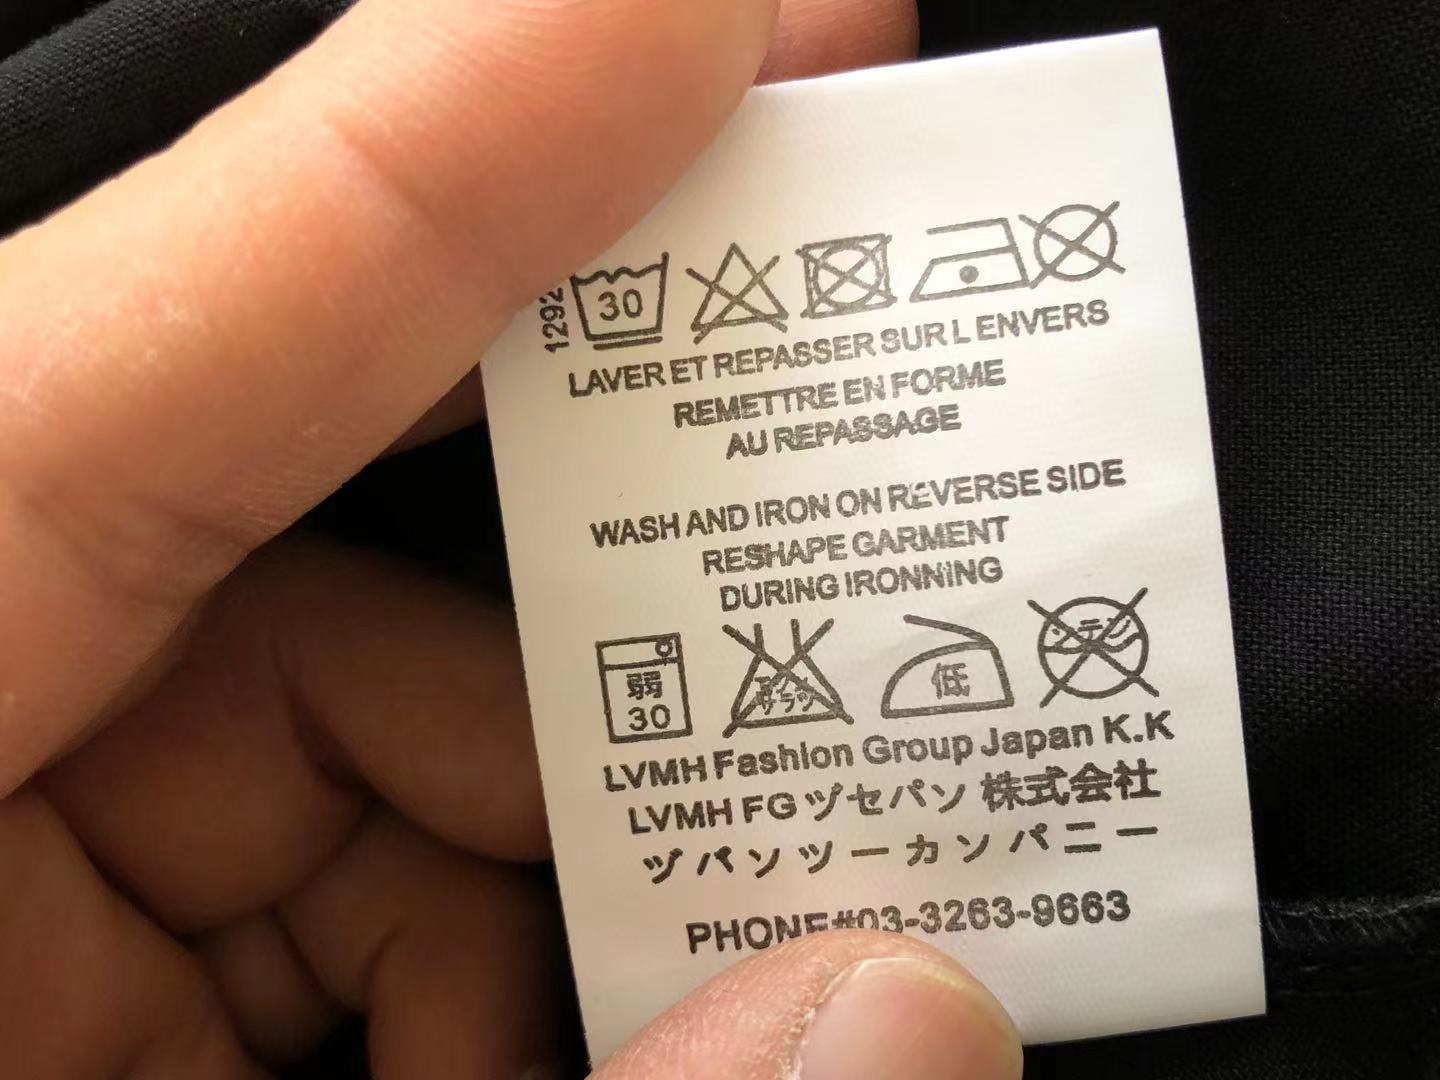 1292
30
LAVER ET REPASSER SUR L ENVERS
REMETTRE EN FORME
AU REPASSAGE
WASH AND IRON ON REVERSE SIDE
RESHAPE GARMENT
DURING IRONNING
弱
30
低
LVMH Fashion Group Japan K.K
LVMH FG ヅセパソ 株式会社
ヅパンツーカンパニー
PHONE#03-3263-9663